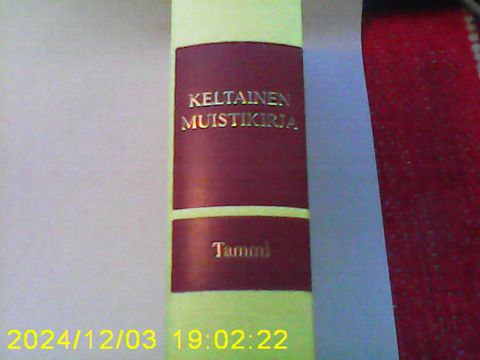 KELTAINEN
MUISTIKIRJA
Tammi
2024/12/03 19:02:22